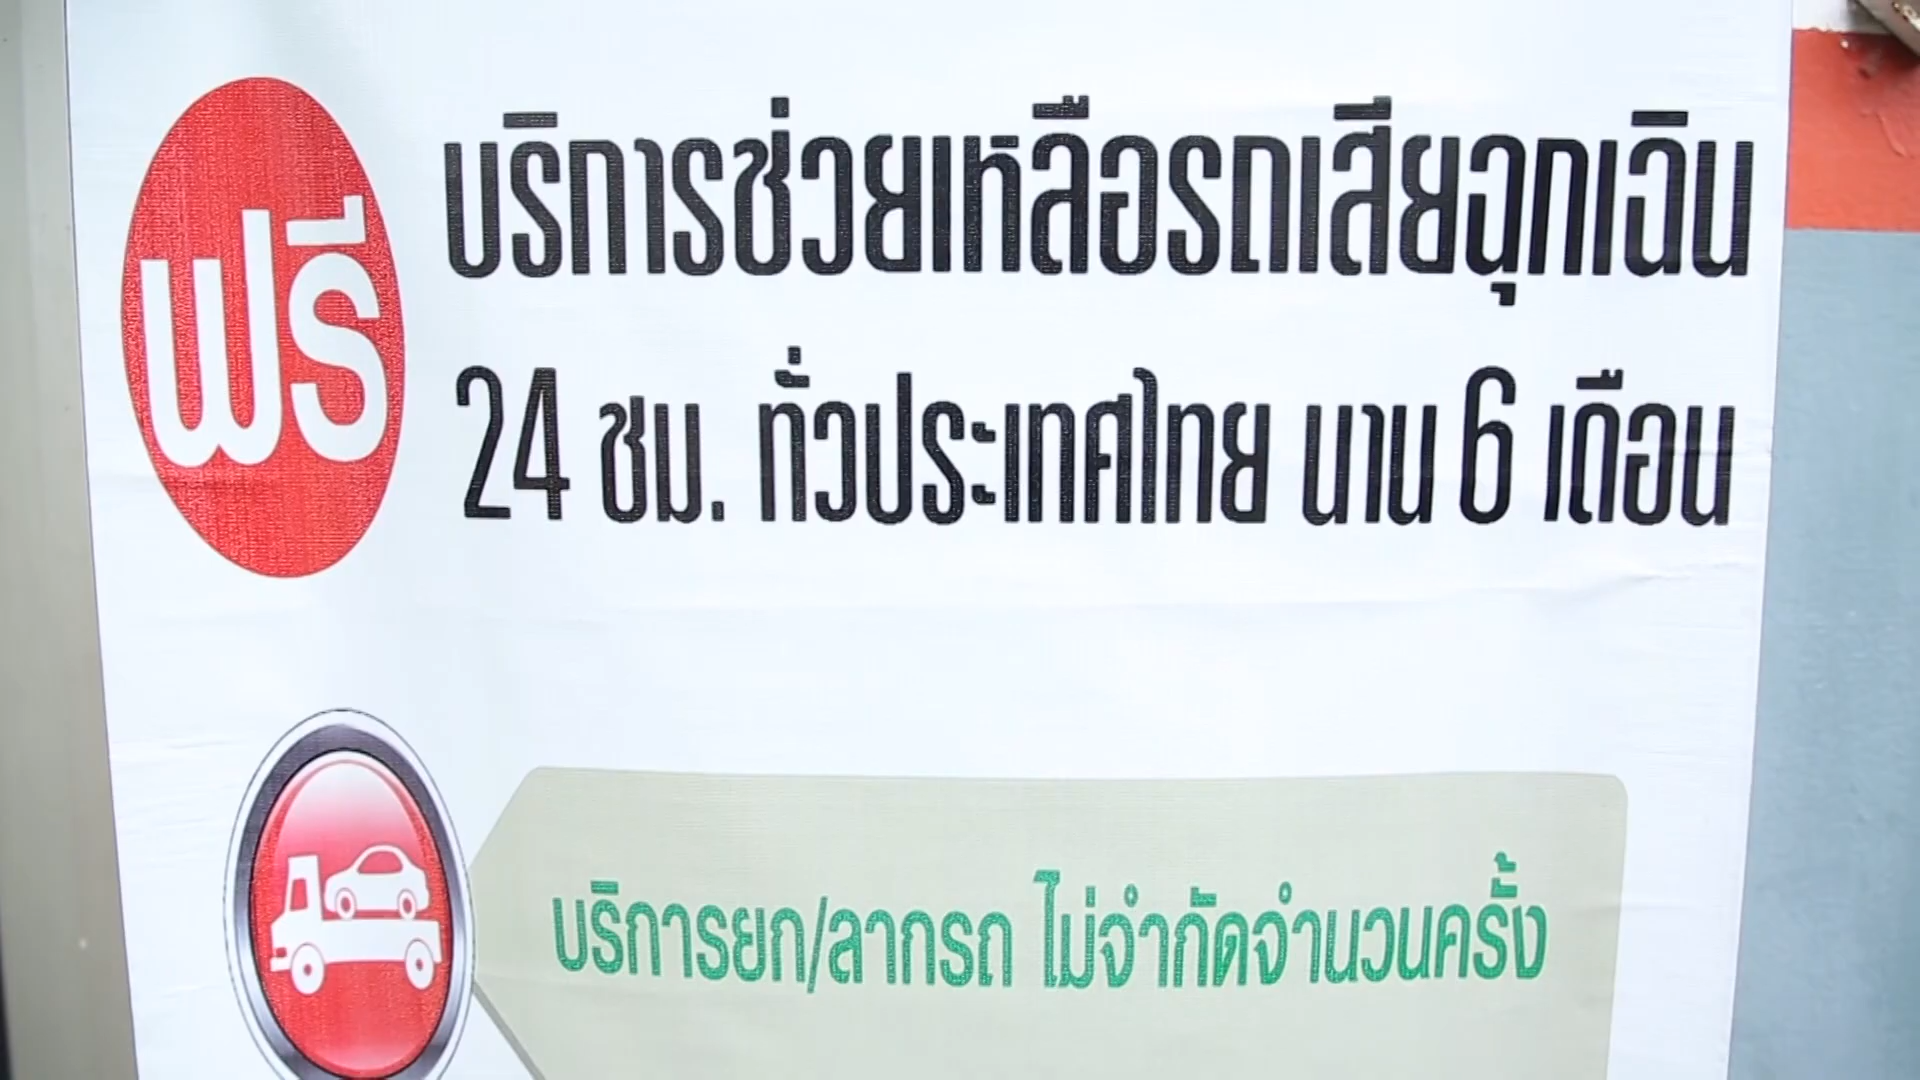 ฟรี
บริการช่วยเหลือรถเสียฉุกเฉิน
24 ชม. ทั่วประเทศไทย นาน 6 เดือน
บริการยก/ลากรถ ไม่จำกัดจำนวนครั้ง